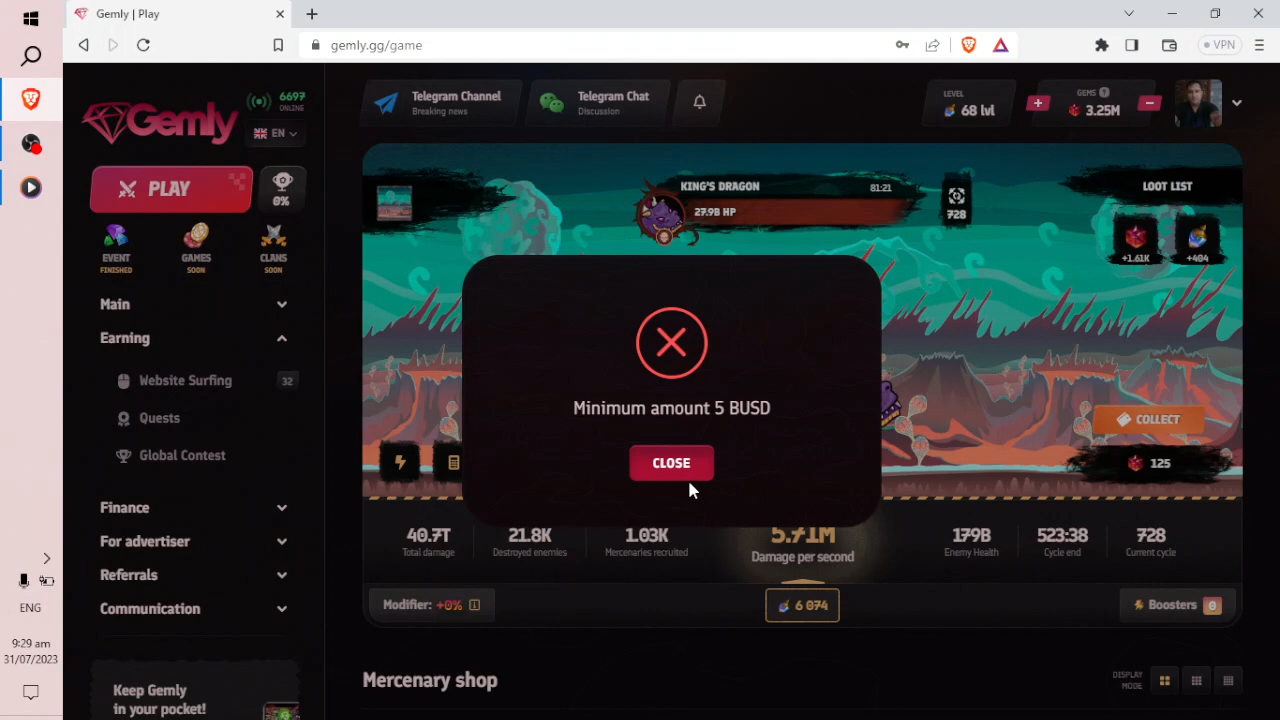 Gemly | Play
gemly.gg/game
VPN
Gemly
6697
ONLINE
EN
Telegram Channel
Breaking news
Telegram Chat
Discussion
LEVEL
68 lvl
GEMS
3.25M
PLAY
0%
EVENT
FINISHED
GAMES
SOON
CLANS
SOON
Main
Earning
Website Surfing 32
Quests
Global Contest
Finance
For advertiser
Referrals
Communication
Keep Gemly
in your pocket!
KING'S DRAGON
81:21
27.9B HP
728
LOOT LIST
+1.61K
+404
Minimum amount 5 BUSD
CLOSE
COLLECT
125
40.7T
Total damage
21.8K
Destroyed enemies
1.03K
Mercenaries recruited
5.71M
Damage per second
179B
Enemy Health
523:38
Cycle end
728
Current cycle
Modifier: +0%
6 074
Boosters 0
Mercenary shop
DISPLAY
MODE
ENG
9:29 am
31/07/2023